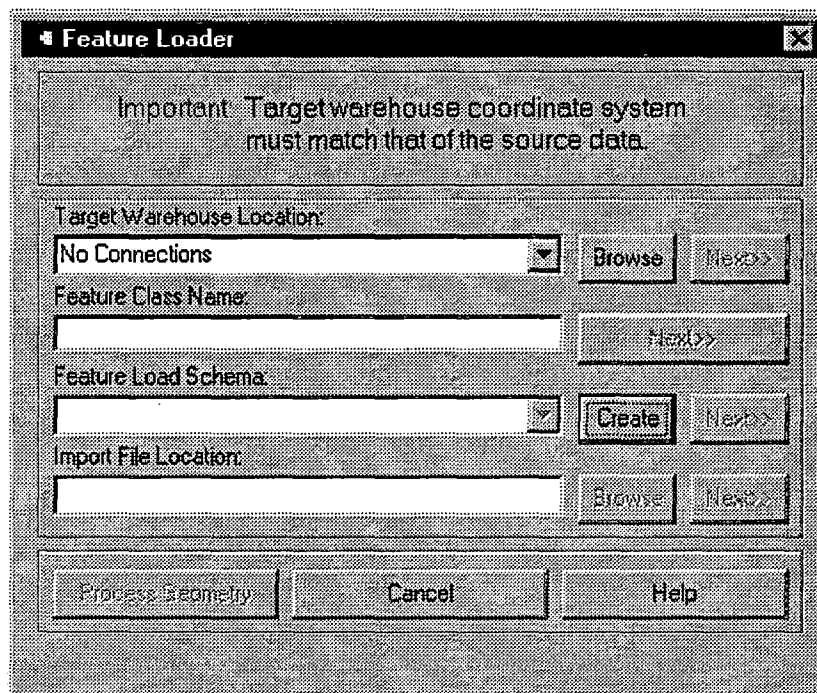 Feature Loader
Important: Target warehouse coordinate system
must match that of the source data.
Target Warehouse Location:
No Connections
Browse
Next>>
Feature Class Name:
Next>>
Feature Load Schema:
Create
Next>>
Import File Location:
Browse
Next>>
Process Geometry
Cancel
Help